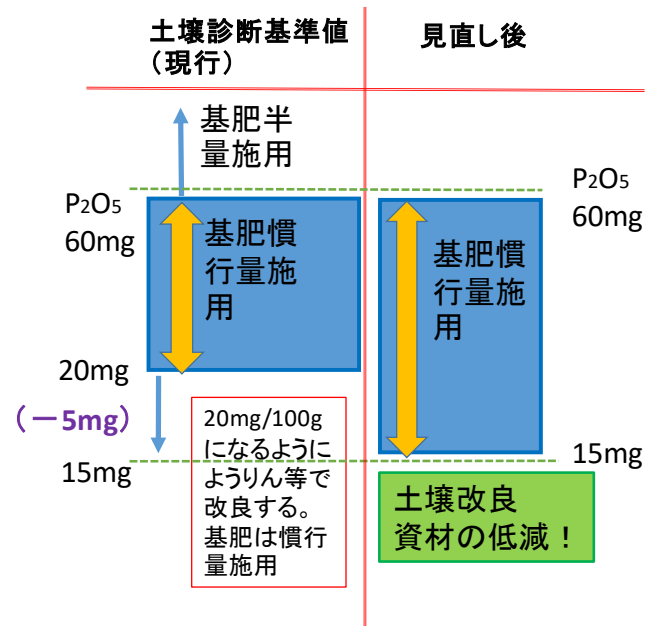 土壌診断基準値
（現行）
見直し後
基肥半
量施用
P₂O₅
60mg
基肥慣
行量施
用
20mg
（－5mg）
15mg
20mg/100g
になるように
ようりん等で
改良する。
基肥は慣行
量施用
P₂O₅
60mg
基肥慣
行量施
用
15mg
土壌改良
資材の低減！